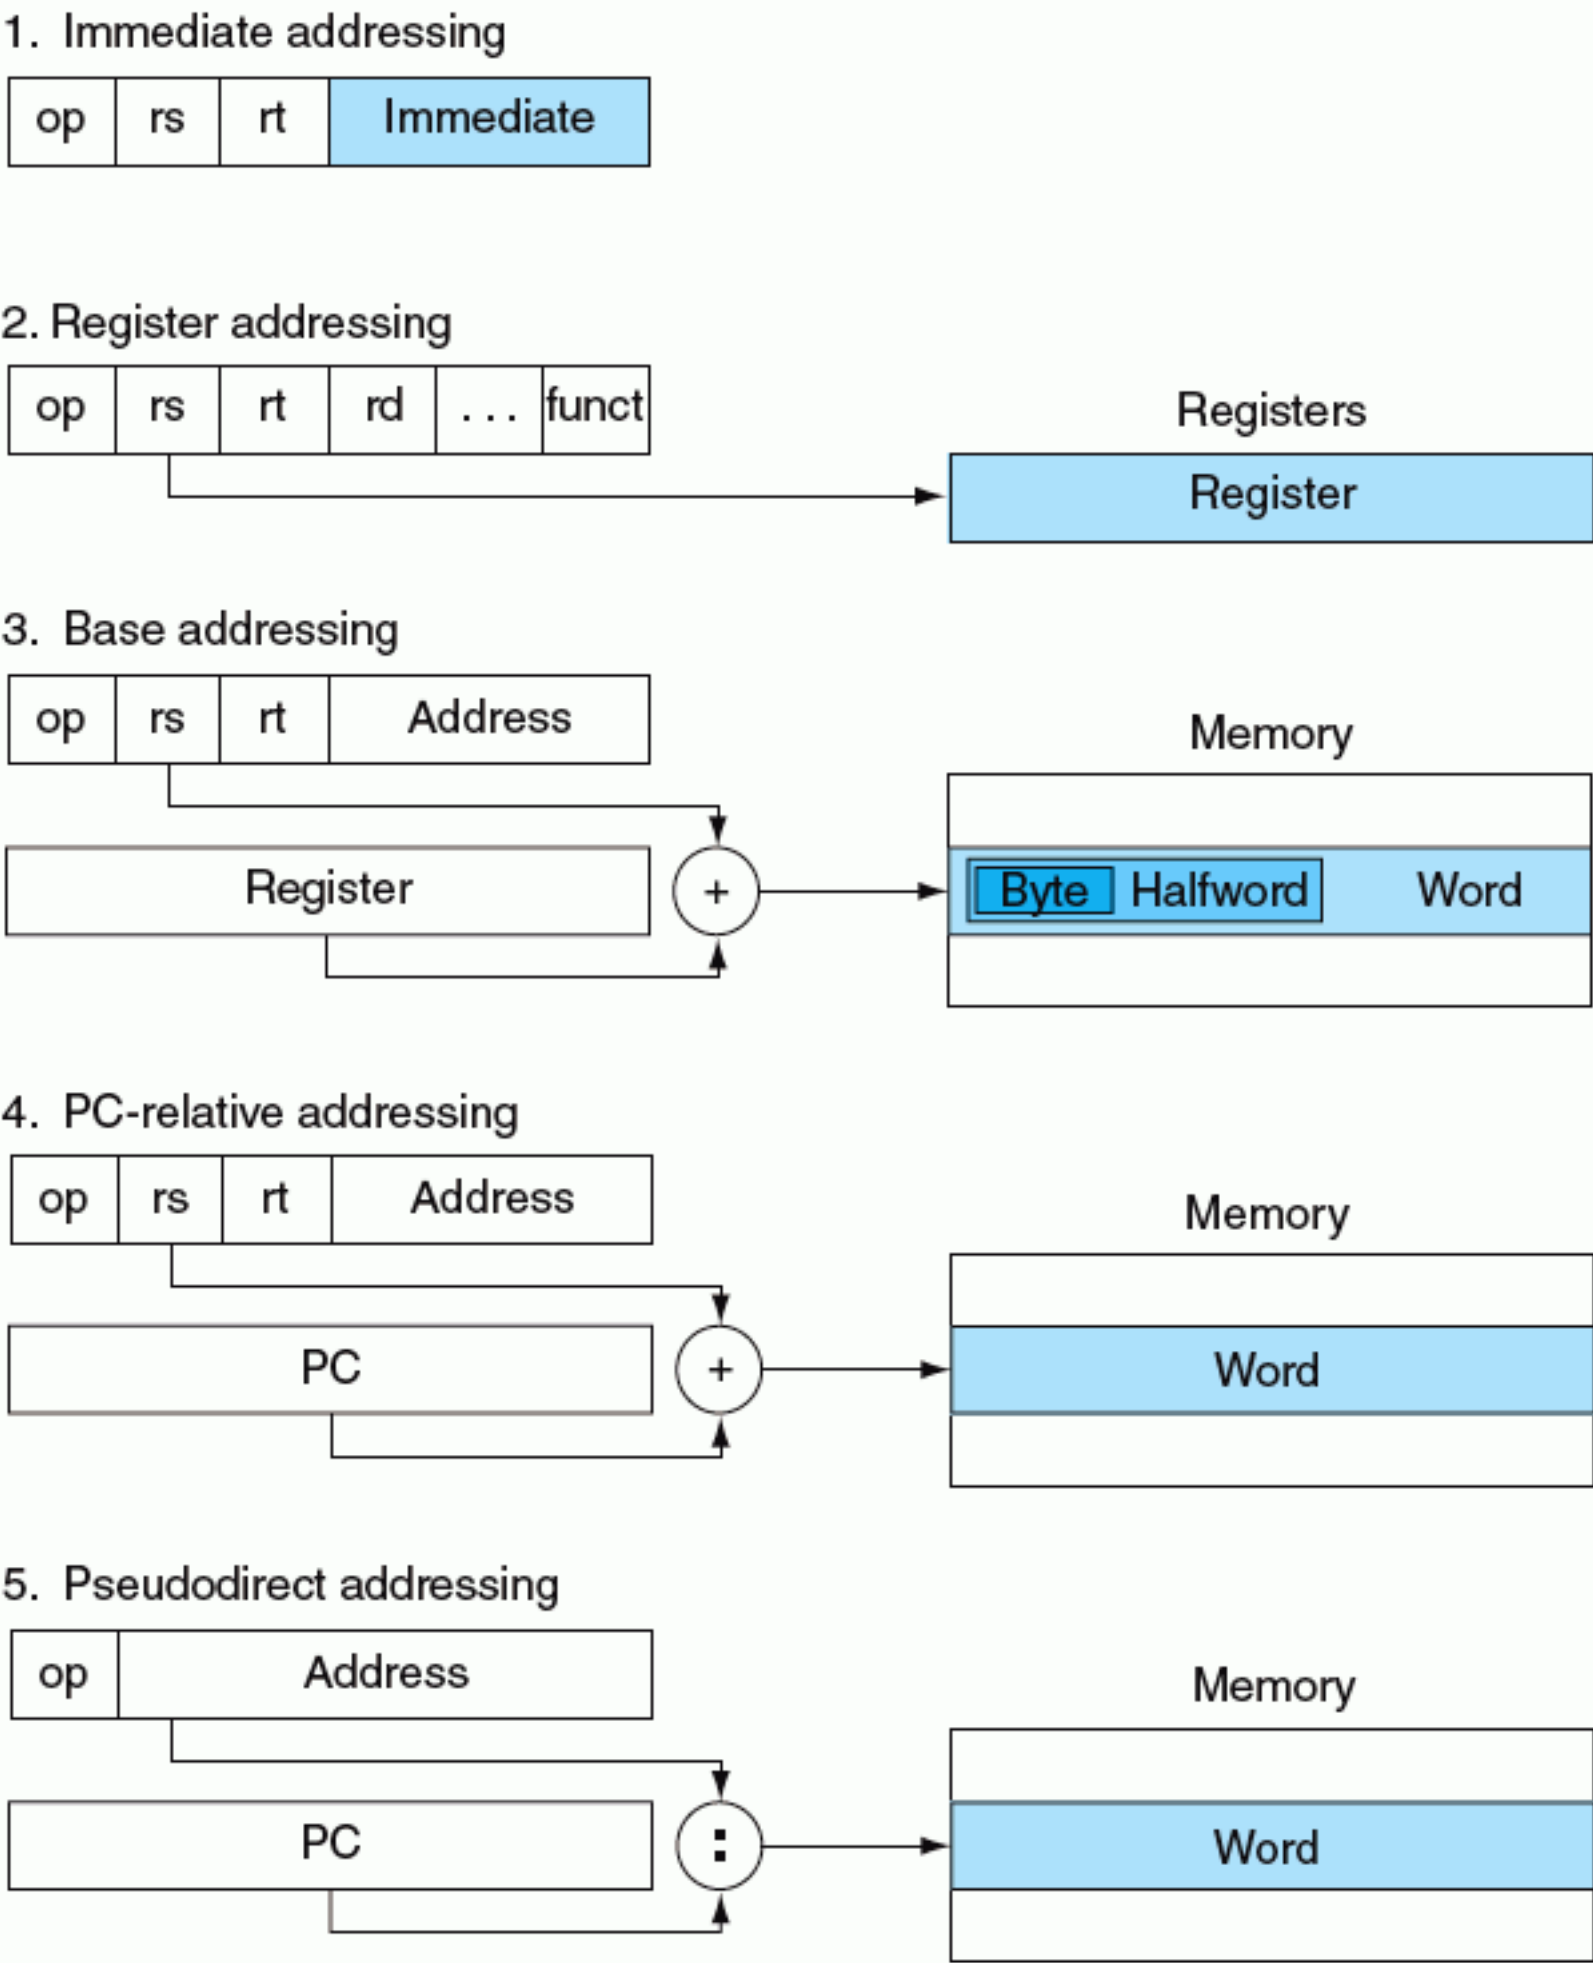 1. Immediate addressing
op rs rt Immediate
2. Register addressing
op rs rt rd ... funct
Registers
Register
3. Base addressing
op rs rt Address
Memory
Register + Byte Halfword Word
4. PC-relative addressing
op rs rt Address
Memory
PC + Word
5. Pseudodirect addressing
op Address
Memory
PC : Word